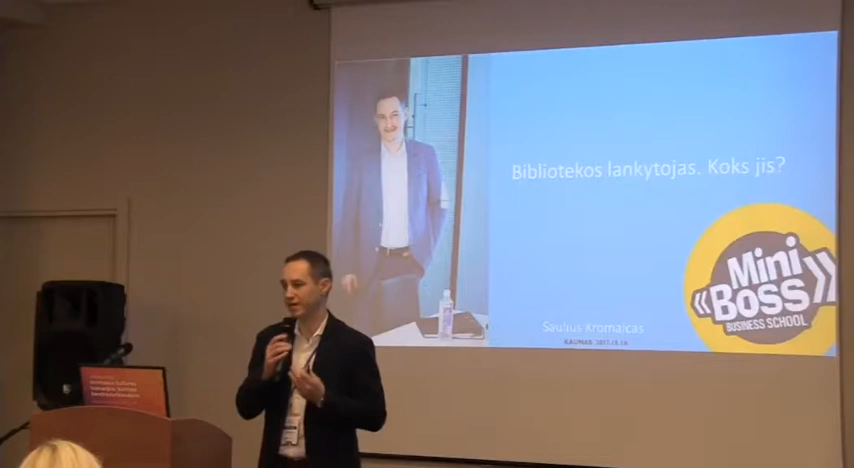 Bibliotekos lankytojas. Koks jis?
Mini
BOSS
BUSINESS SCHOOL
Saulius Kromalcas
KAUNAS